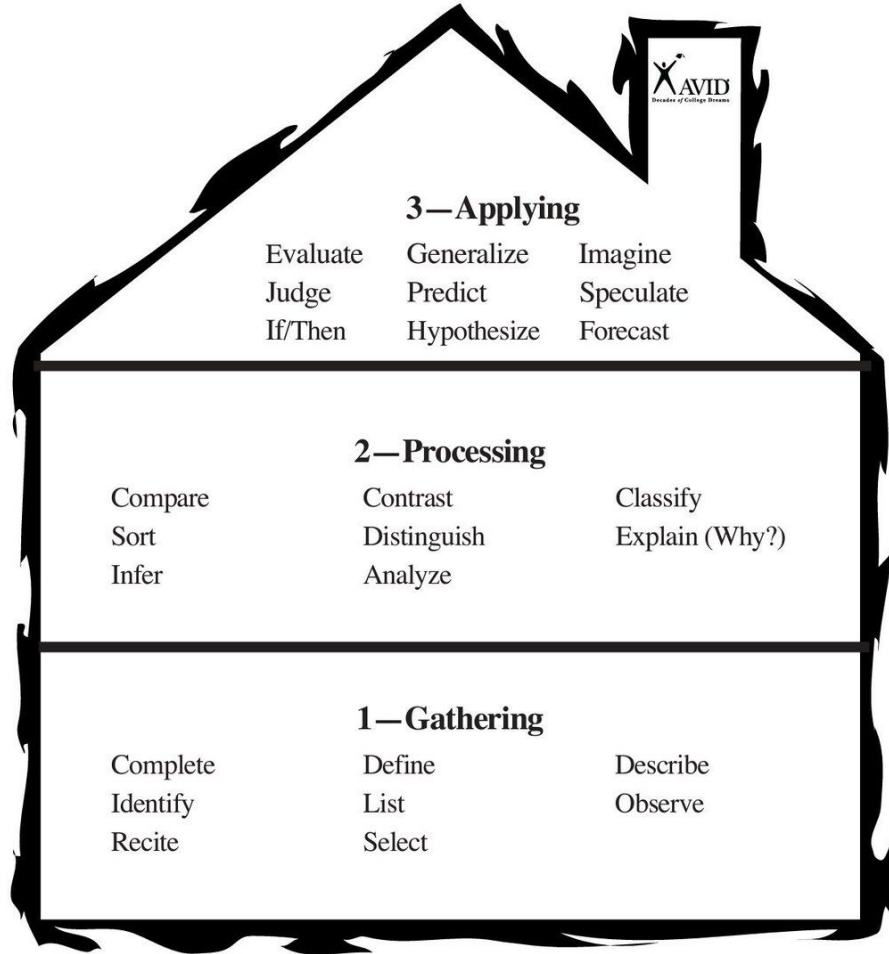 AVID
Decades of College Dreams
3—Applying
Evaluate Generalize Imagine
Judge Predict Speculate
If/Then Hypothesize Forecast
2—Processing
Compare Contrast Classify
Sort Distinguish Explain (Why?)
Infer Analyze
1—Gathering
Complete Define Describe
Identify List Observe
Recite Select